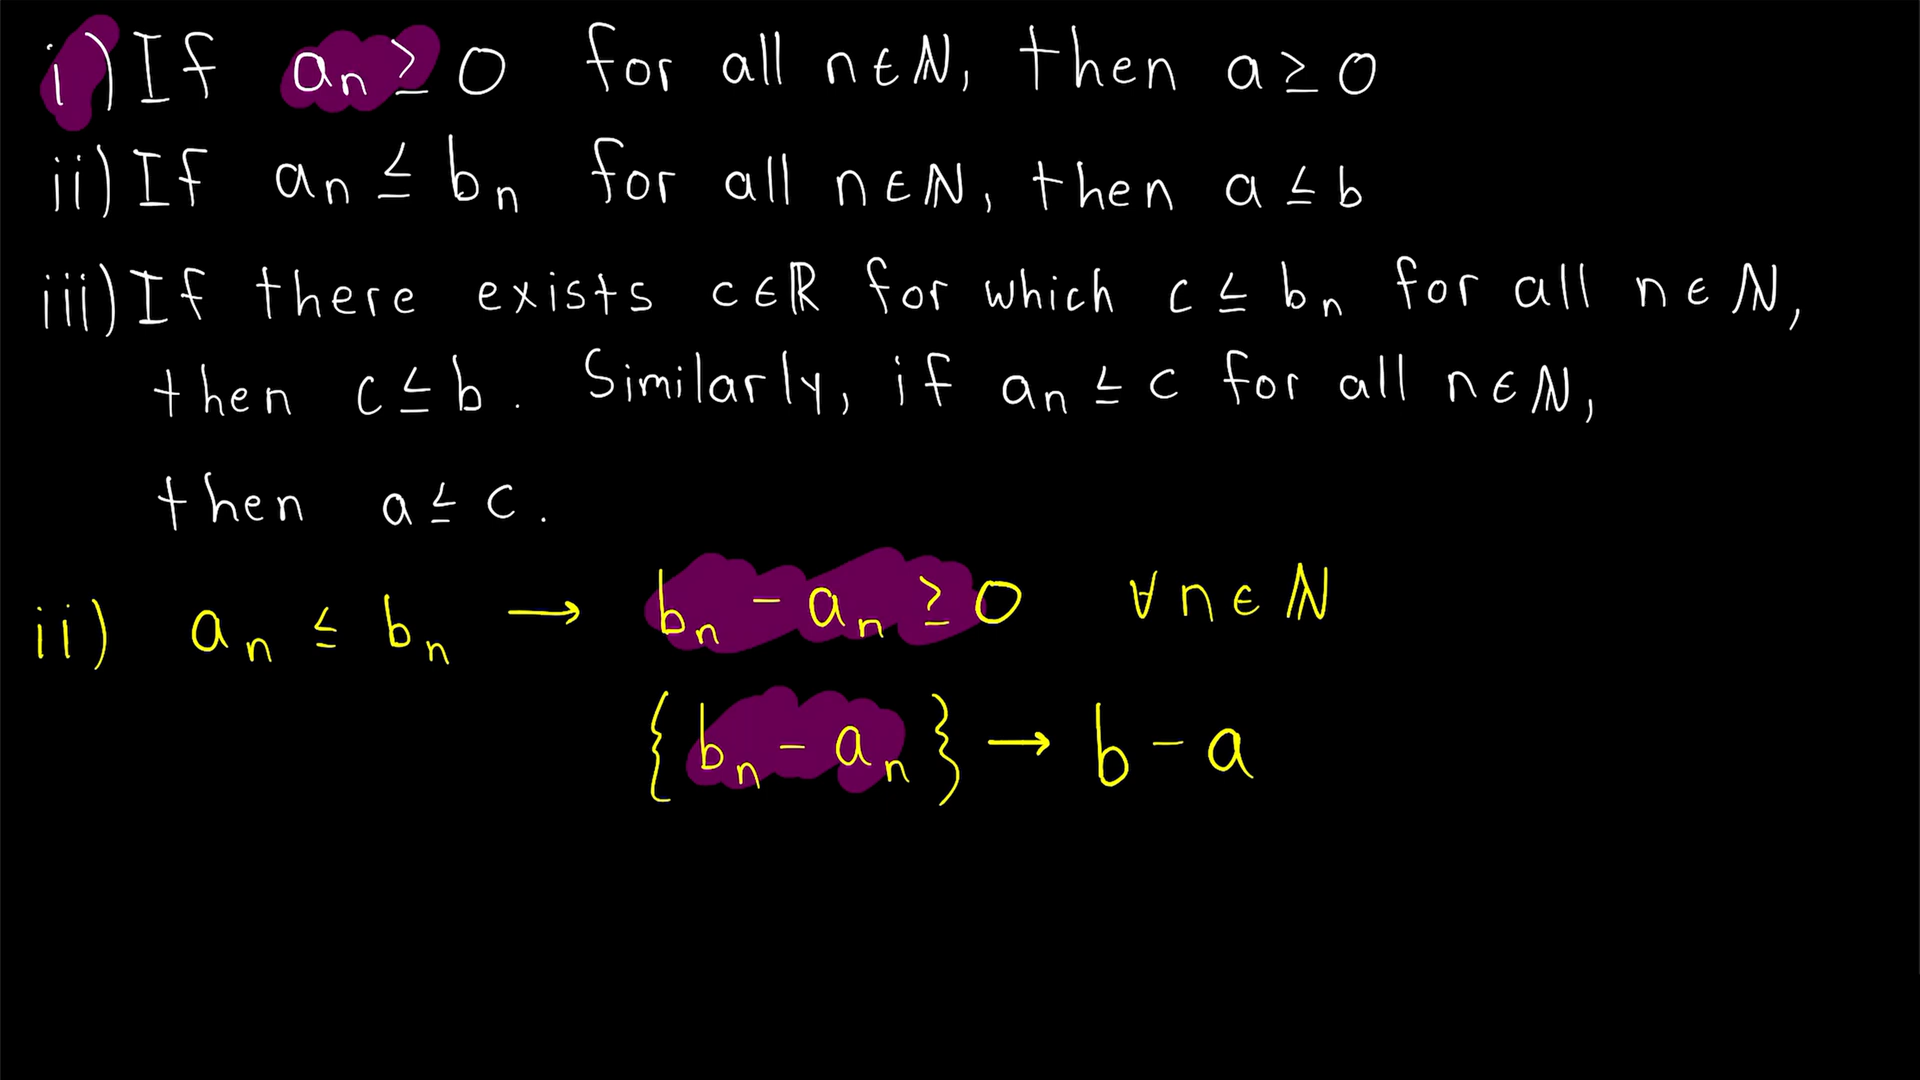 i) If aₙ ≥ 0 for all n∈ℕ, then a ≥ 0
ii) If aₙ ≤ bₙ for all n∈ℕ, then a ≤ b
iii) If there exists c∈ℝ for which c ≤ bₙ for all n∈ℕ,
then c ≤ b. Similarly, if aₙ ≤ c for all n∈ℕ,
then a ≤ c.
ii) aₙ ≤ bₙ → bₙ - aₙ ≥ 0 ∀n∈ℕ
{bₙ - aₙ} → b - a